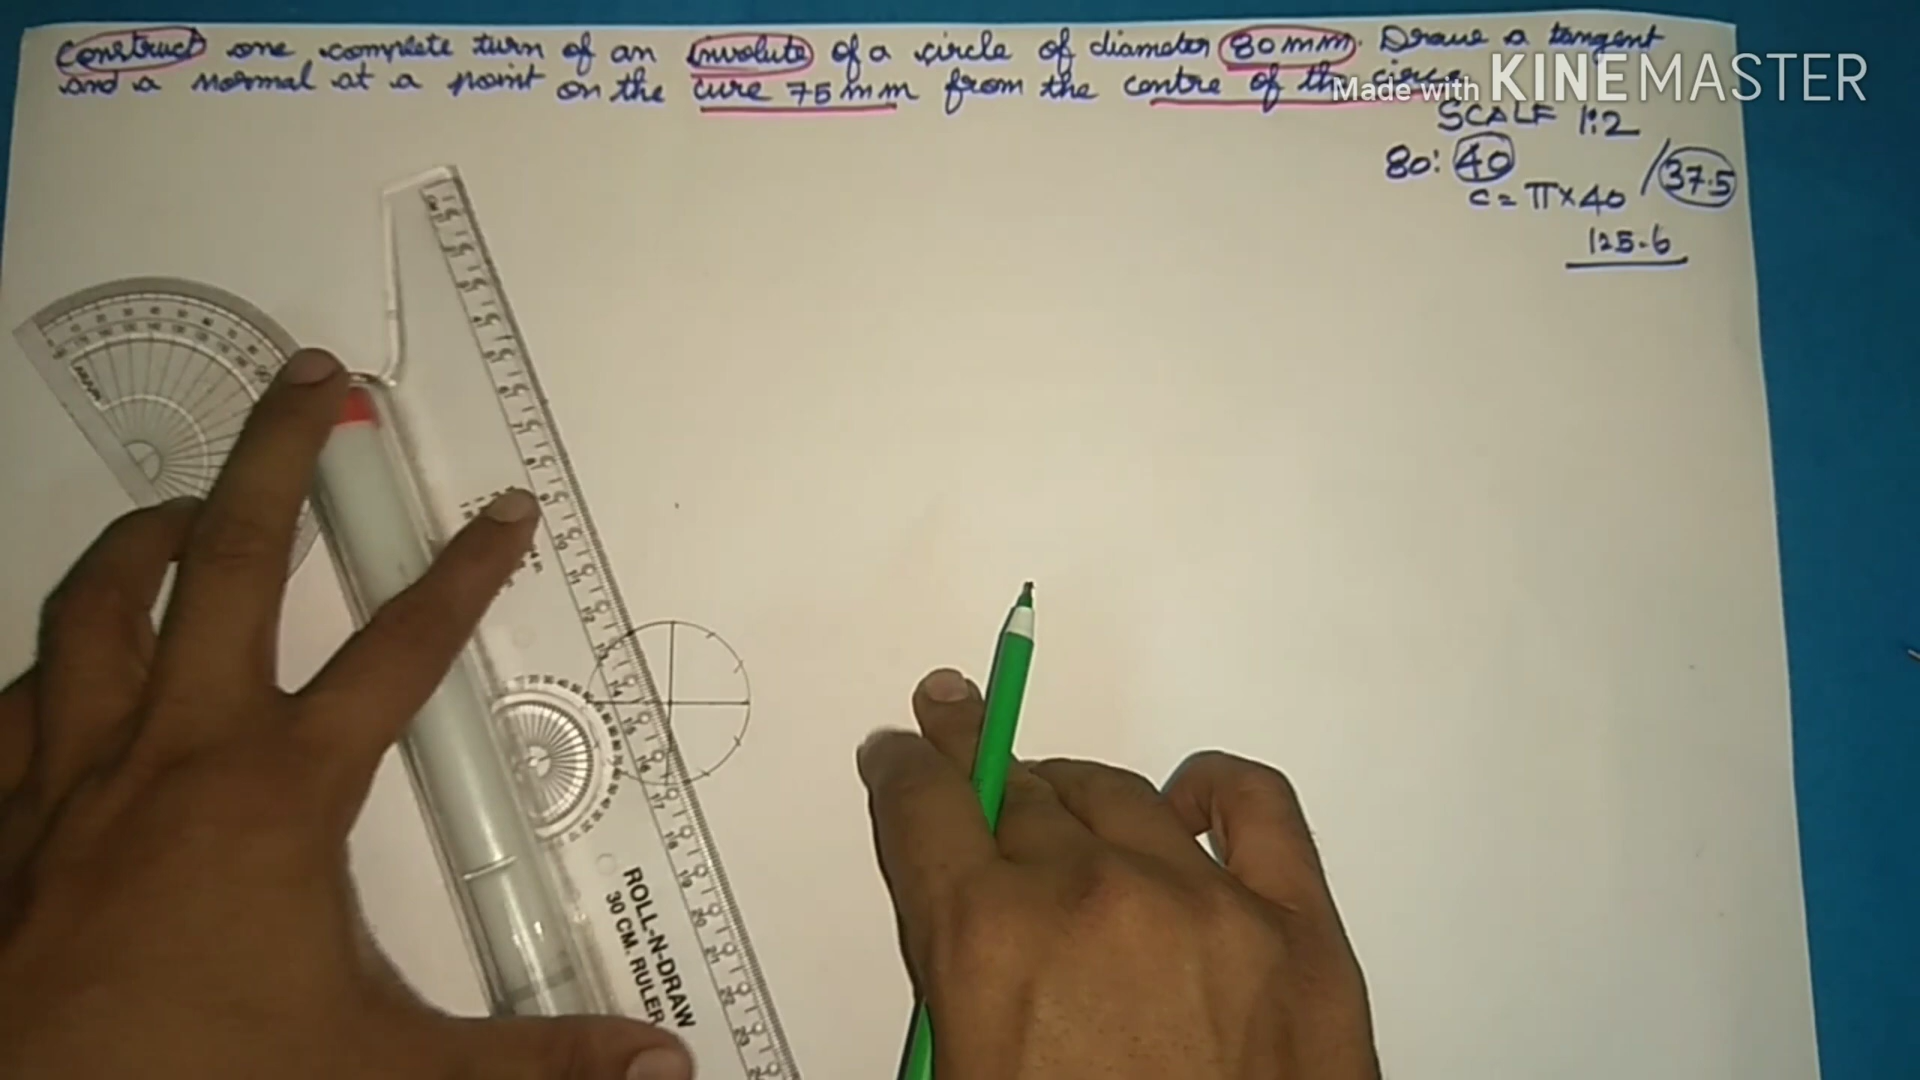 Construct one complete turn of an involute of a circle of diameter 80mm. Draw a tangent
and a normal at a point on the cure 75mm from the centre of the circle
Made with KINEMASTER
SCALE 1:2
80: 40 / 37.5
C = π×40
125.6
ROLL-N-DRAW
30 CM. RULER